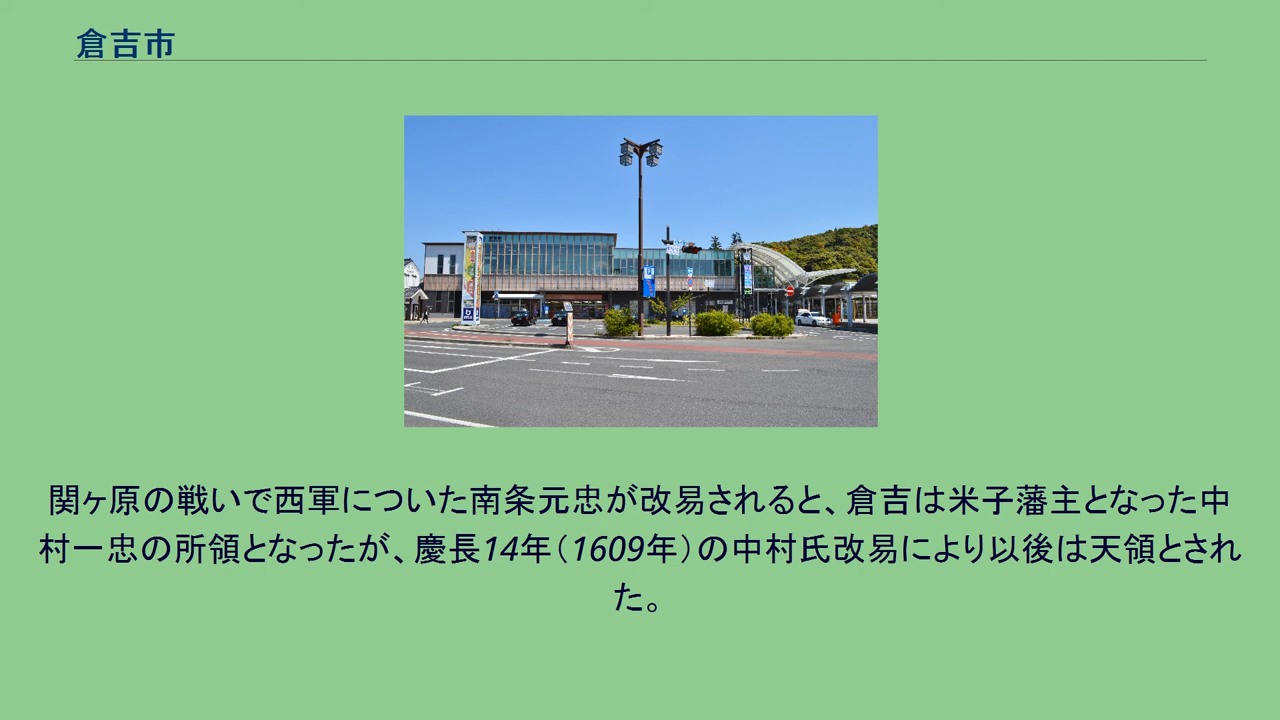 倉吉市
関ヶ原の戦いで西軍についた南条元忠が改易されると、倉吉は米子藩主となった中
村一忠の所領となったが、慶長14年（1609年）の中村氏改易により以後は天領とされ
た。